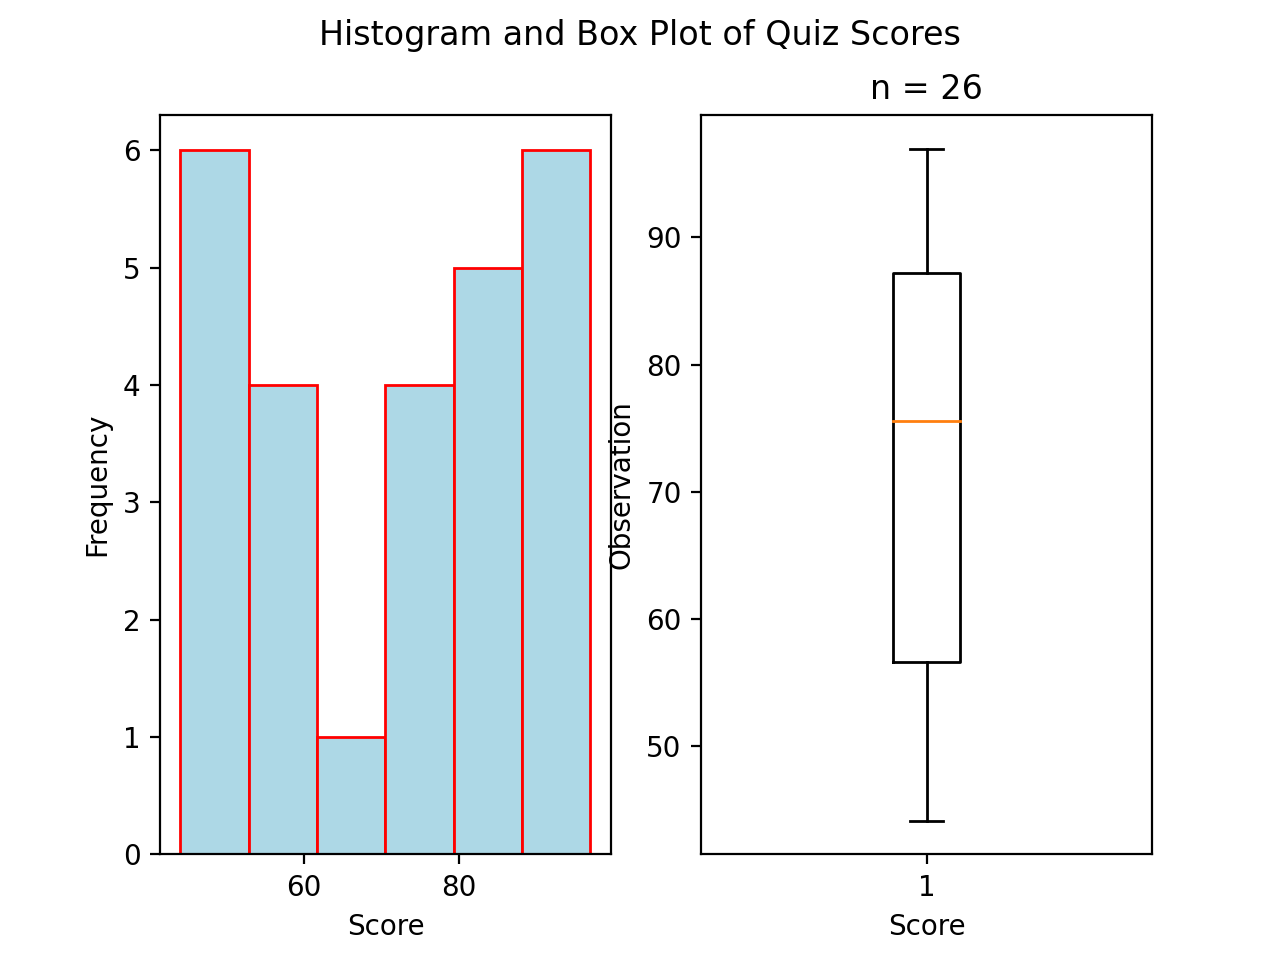 Histogram and Box Plot of Quiz Scores
6
5
4
3
2
1
0
Frequency
60 80
Score
n = 26
90
80
70
60
50
Observation
1
Score